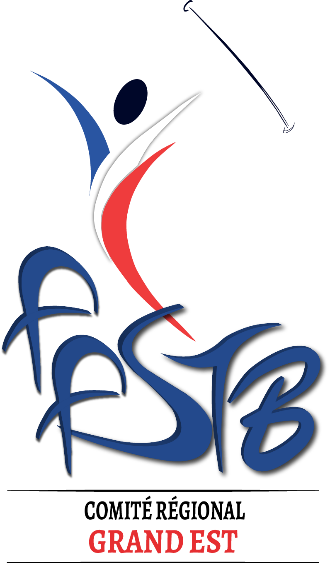 FFSTB
COMITÉ RÉGIONAL
GRAND EST